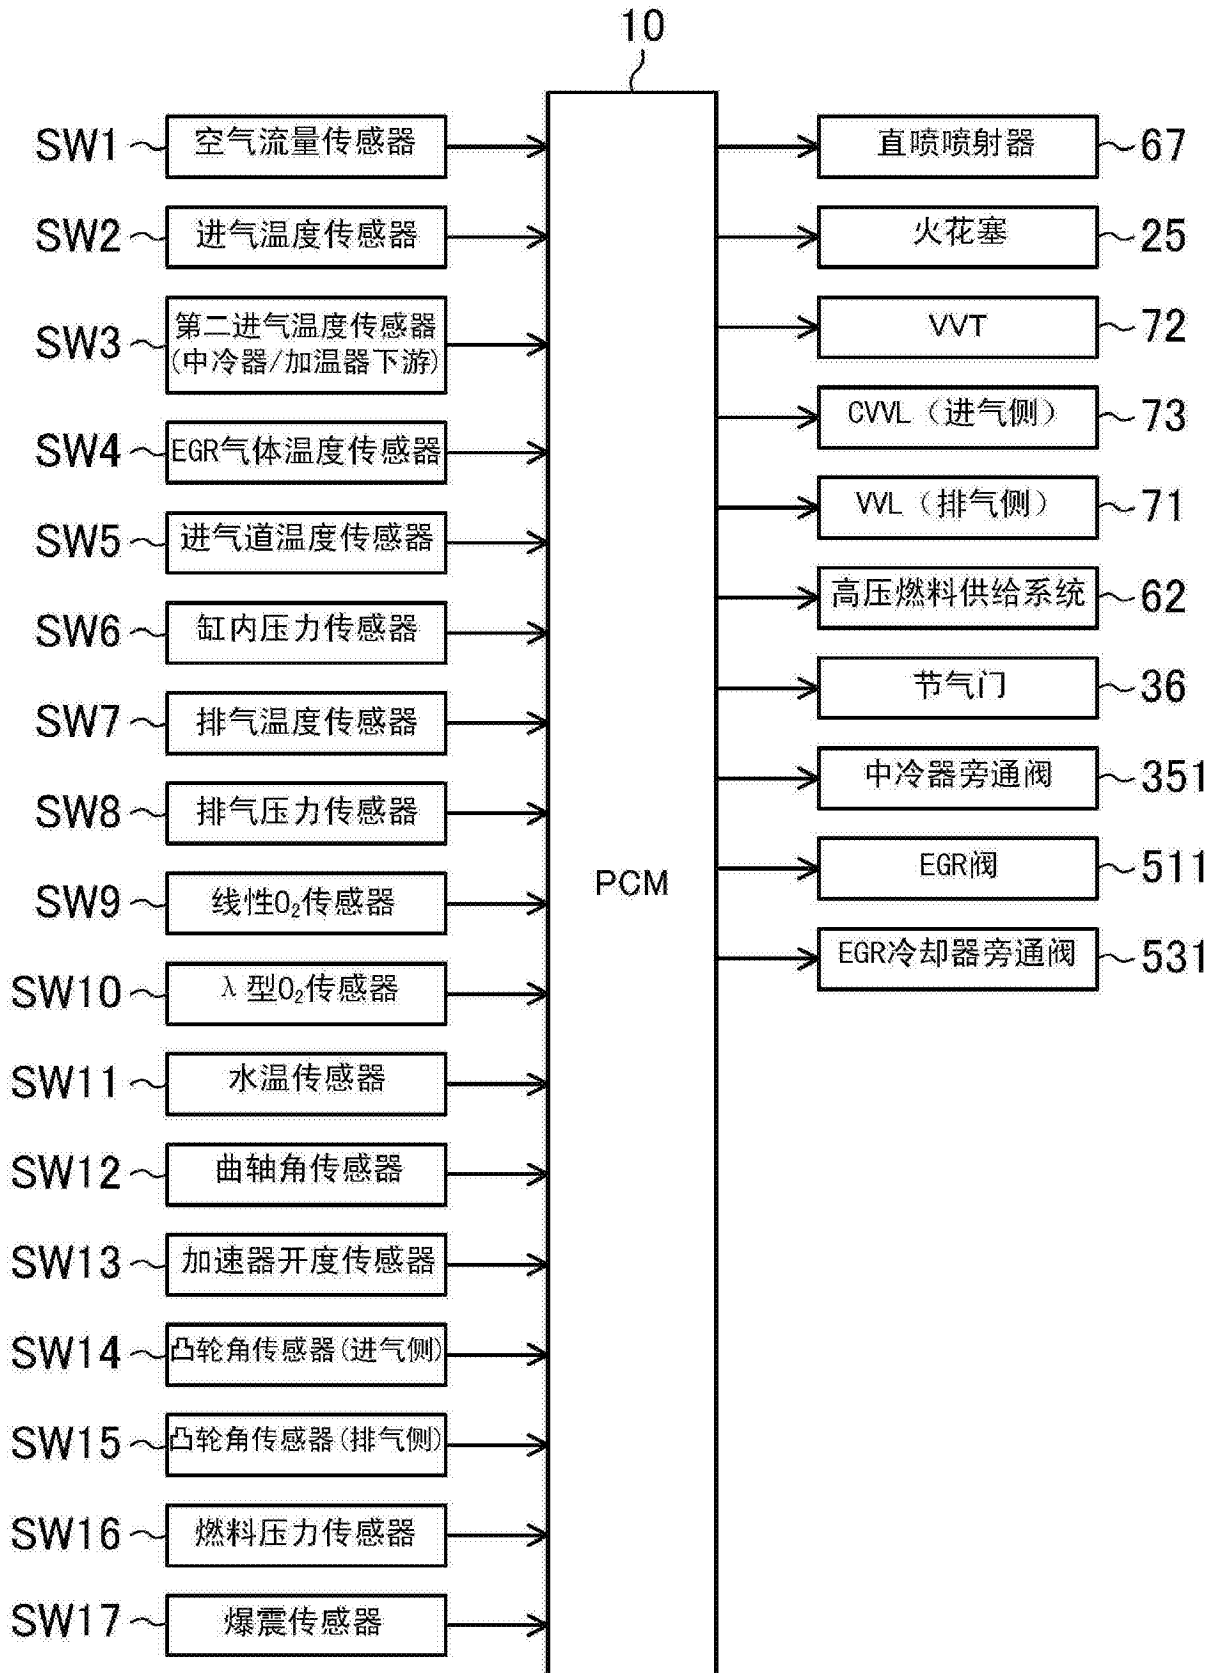 10
SW1 空气流量传感器
SW2 进气温度传感器
SW3 第二进气温度传感器
(中冷器/加温器下游)
SW4 EGR气体温度传感器
SW5 进气道温度传感器
SW6 缸内压力传感器
SW7 排气温度传感器
SW8 排气压力传感器
SW9 线性O₂传感器
SW10 λ型O₂传感器
SW11 水温传感器
SW12 曲轴角传感器
SW13 加速器开度传感器
SW14 凸轮角传感器(进气侧)
SW15 凸轮角传感器(排气侧)
SW16 燃料压力传感器
SW17 爆震传感器
PCM
直喷喷射器 67
火花塞 25
VVT 72
CVVL（进气侧） 73
VVL（排气侧） 71
高压燃料供给系统 62
节气门 36
中冷器旁通阀 351
EGR阀 511
EGR冷却器旁通阀 531